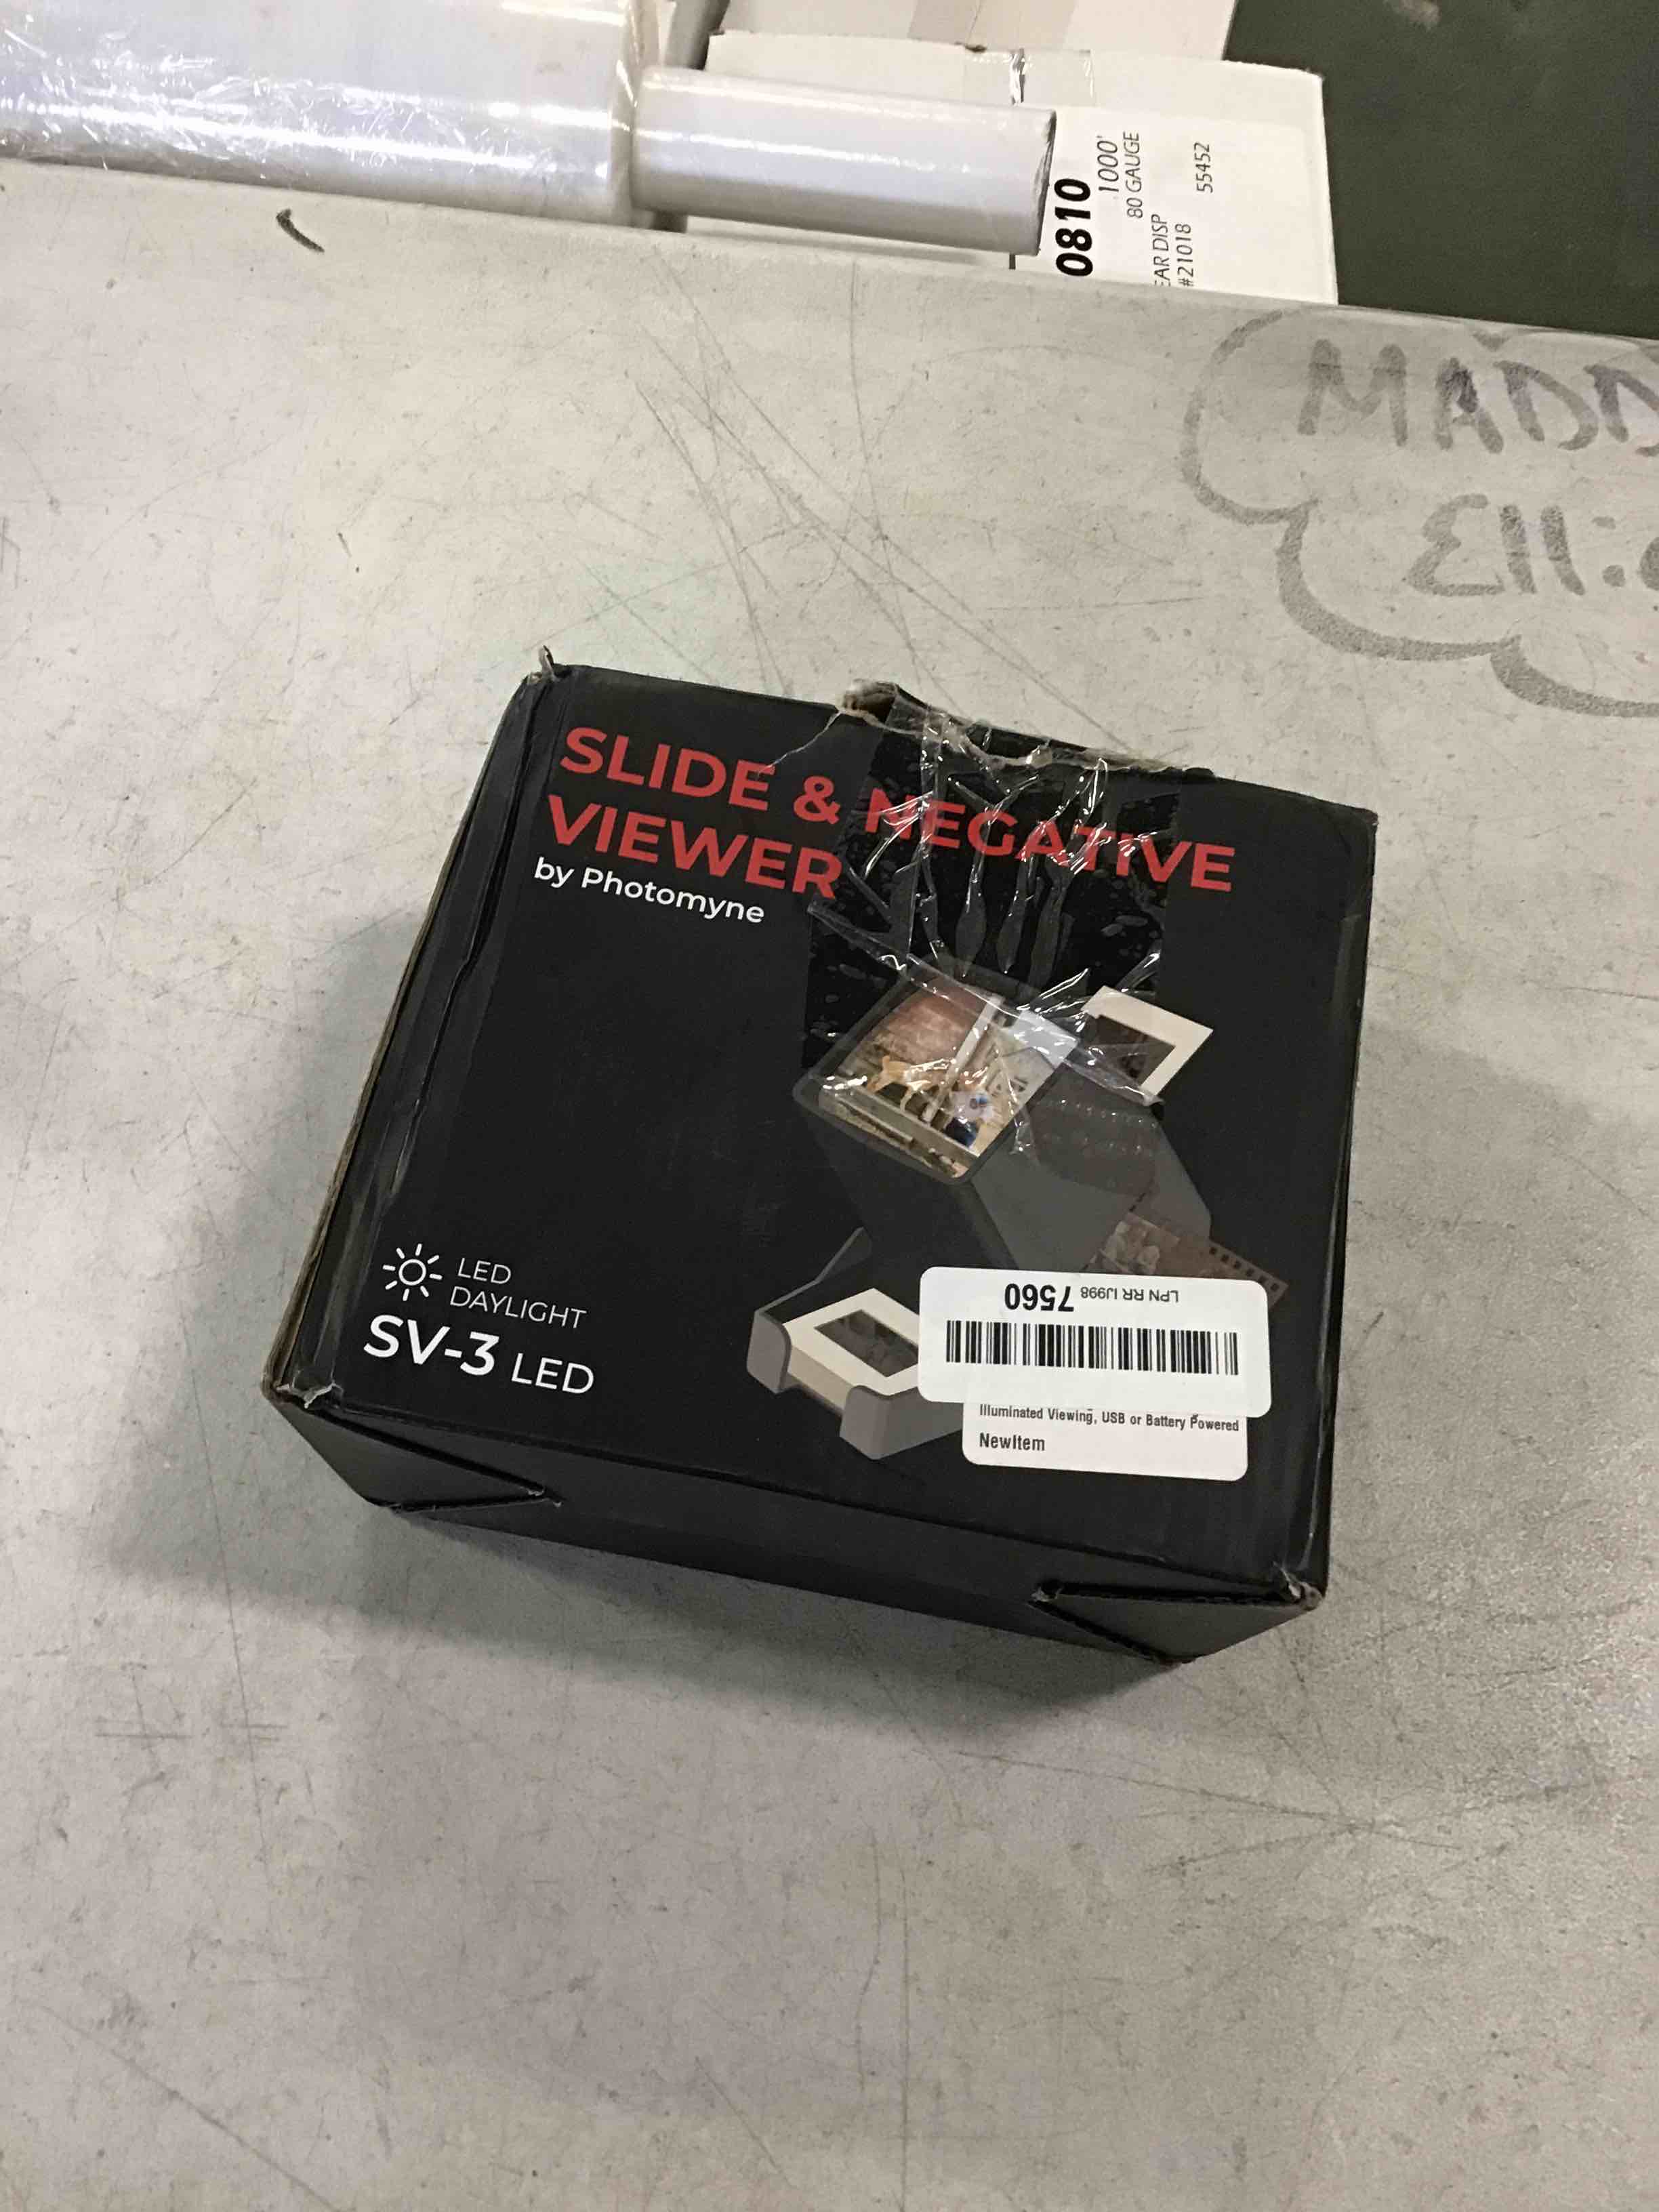 0810
1000'
80 GAUGE
EAR DISP
#21018
55452
MADD
SLIDE & NEGATIVE
VIEWER
by Photomyne
LED
DAYLIGHT
SV-3 LED
LPN RR IJ998 7560
Illuminated Viewing, USB or Battery Powered
NewItem